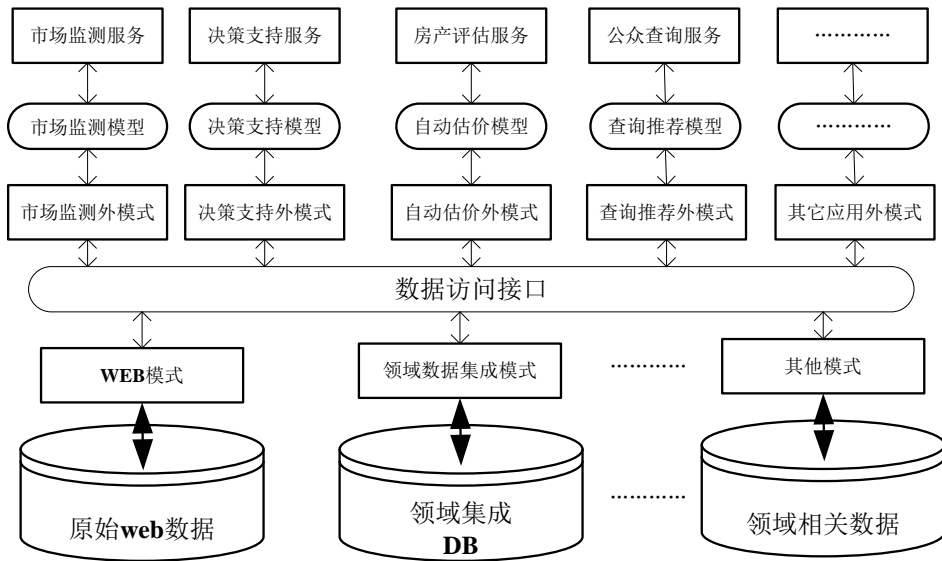 市场监测服务
决策支持服务
房产评估服务
公众查询服务
…………
市场监测模型
决策支持模型
自动估价模型
查询推荐模型
…………
市场监测外模式
决策支持外模式
自动估价外模式
查询推荐外模式
其它应用外模式
数据访问接口
WEB模式
领域数据集成模式
…………
其他模式
原始web数据
领域集成
DB
…………
领域相关数据